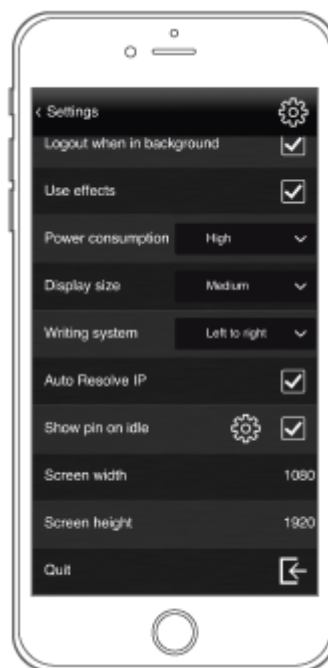 ‹ Settings
Logout when in background
Use effects
Power consumption High
Display size Medium
Writing system Left to right
Auto Resolve IP
Show pin on idle
Screen width 1080
Screen height 1920
Quit